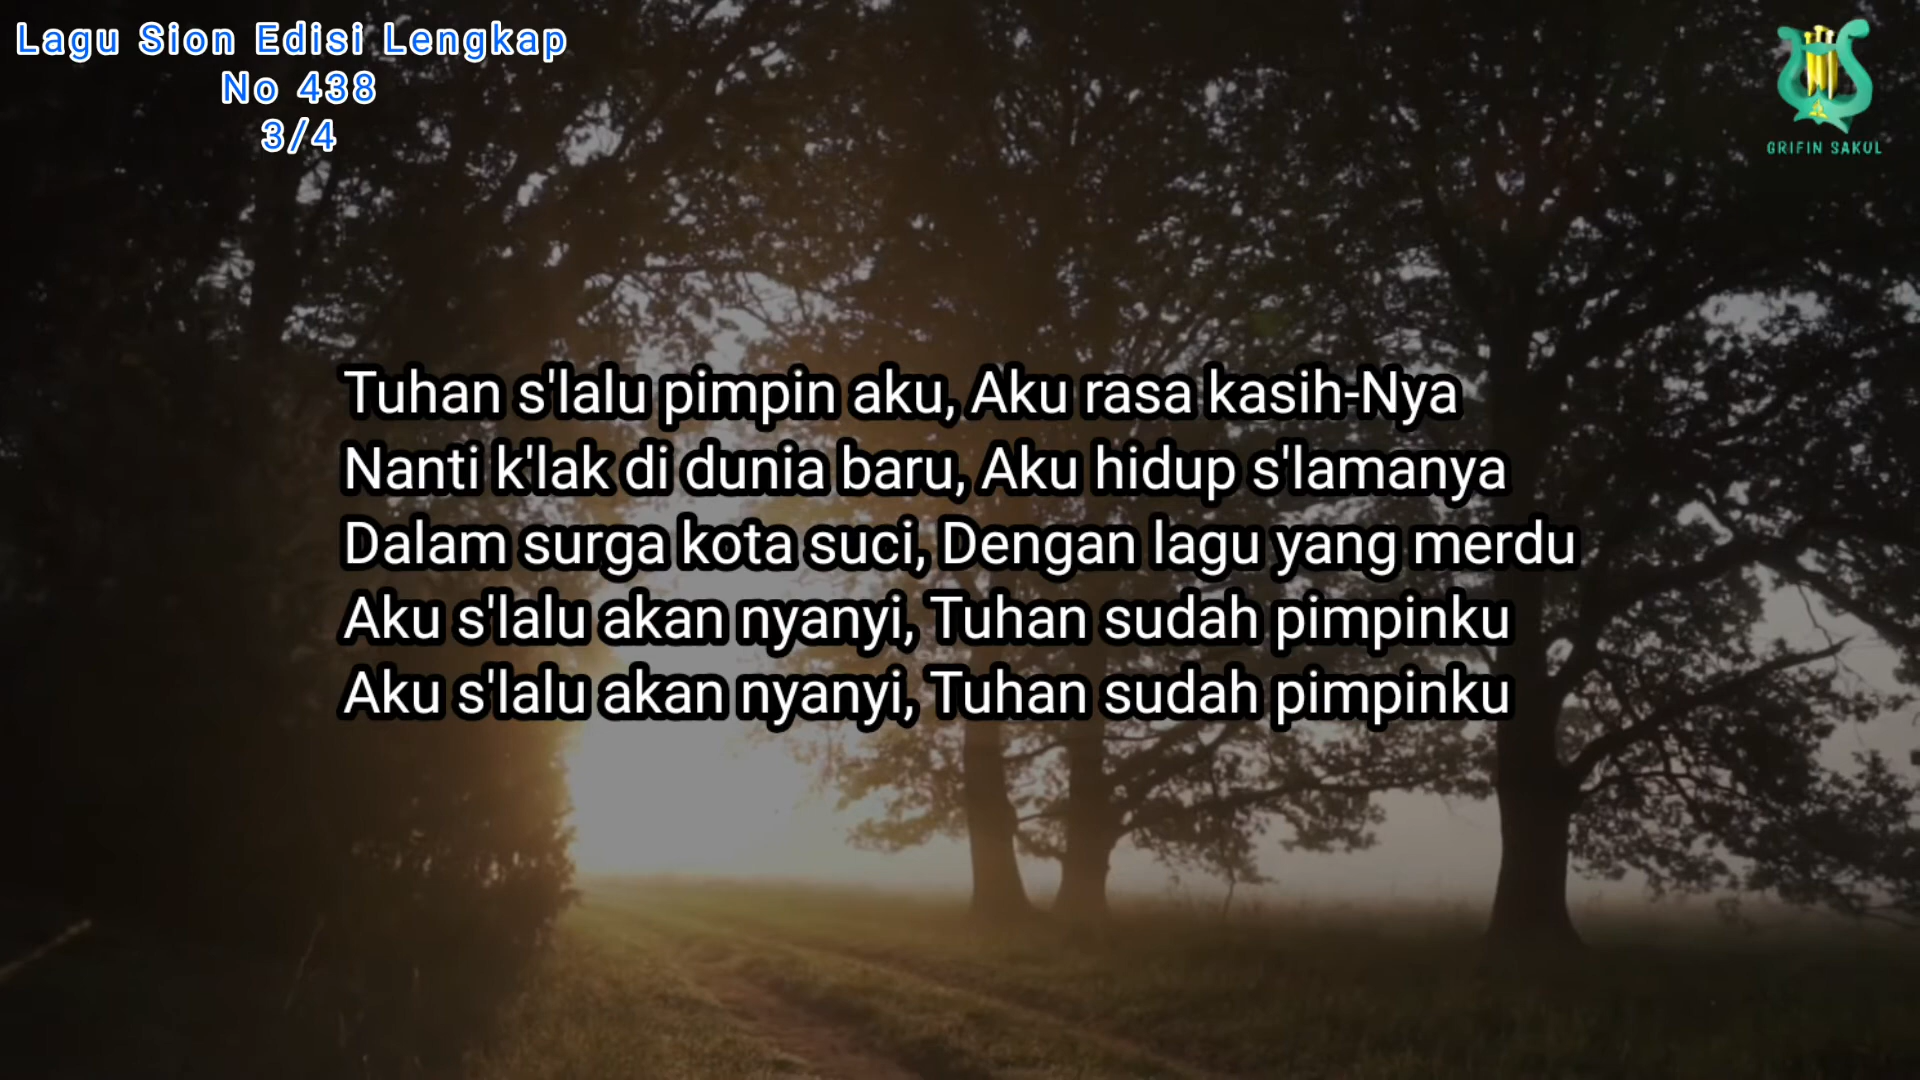 Lagu Sion Edisi Lengkap
No 438
3/4
GRIFIN SAKUL
Tuhan s'lalu pimpin aku, Aku rasa kasih-Nya
Nanti k'lak di dunia baru, Aku hidup s'lamanya
Dalam surga kota suci, Dengan lagu yang merdu
Aku s'lalu akan nyanyi, Tuhan sudah pimpinku
Aku s'lalu akan nyanyi, Tuhan sudah pimpinku